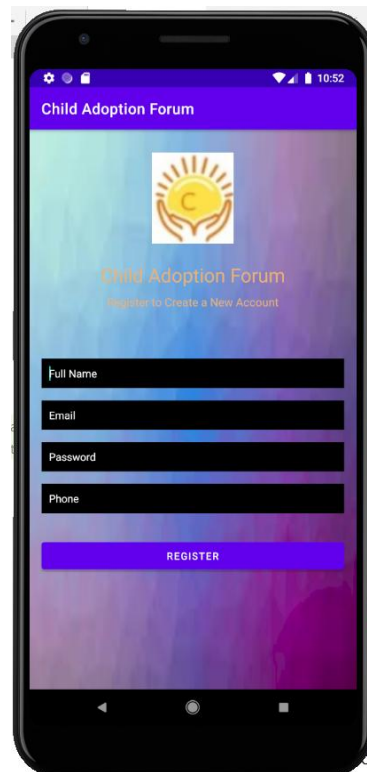 10:52
Child Adoption Forum
C
Child Adoption Forum
Register to Create a New Account
Full Name
Email
Password
Phone
REGISTER